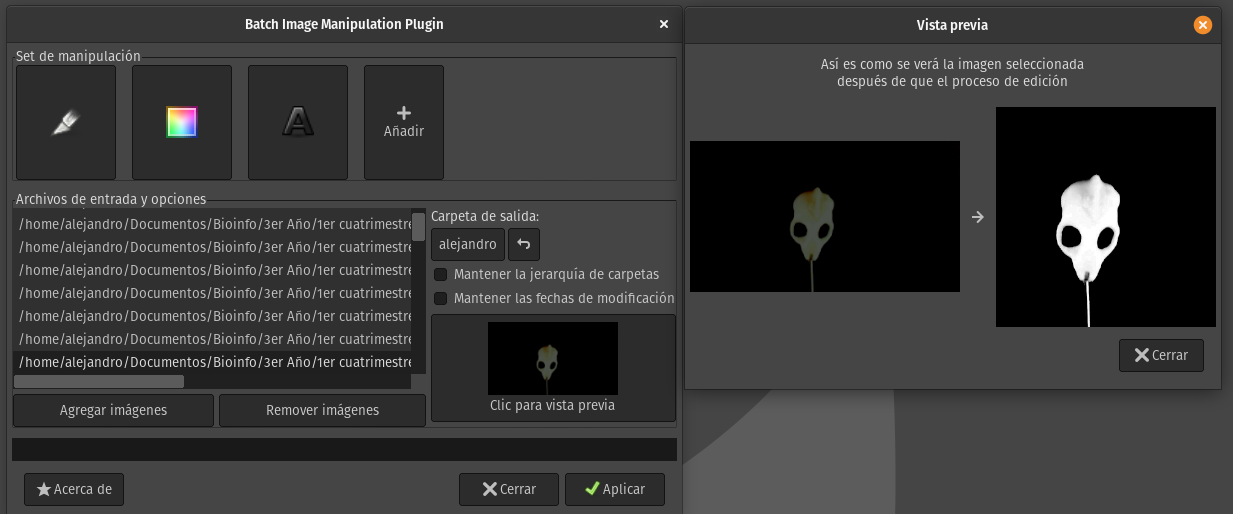 Batch Image Manipulation Plugin
Set de manipulación
Añadir
Archivos de entrada y opciones
/home/alejandro/Documentos/Bioinfo/3er Año/1er cuatrimestre
/home/alejandro/Documentos/Bioinfo/3er Año/1er cuatrimestre
/home/alejandro/Documentos/Bioinfo/3er Año/1er cuatrimestre
/home/alejandro/Documentos/Bioinfo/3er Año/1er cuatrimestre
/home/alejandro/Documentos/Bioinfo/3er Año/1er cuatrimestre
/home/alejandro/Documentos/Bioinfo/3er Año/1er cuatrimestre
/home/alejandro/Documentos/Bioinfo/3er Año/1er cuatrimestre
Agregar imágenes
Remover imágenes
Carpeta de salida:
alejandro
Mantener la jerarquía de carpetas
Mantener las fechas de modificación
Clic para vista previa
Acerca de
Cerrar
Aplicar
Vista previa
Así es como se verá la imagen seleccionada
después de que el proceso de edición
Cerrar